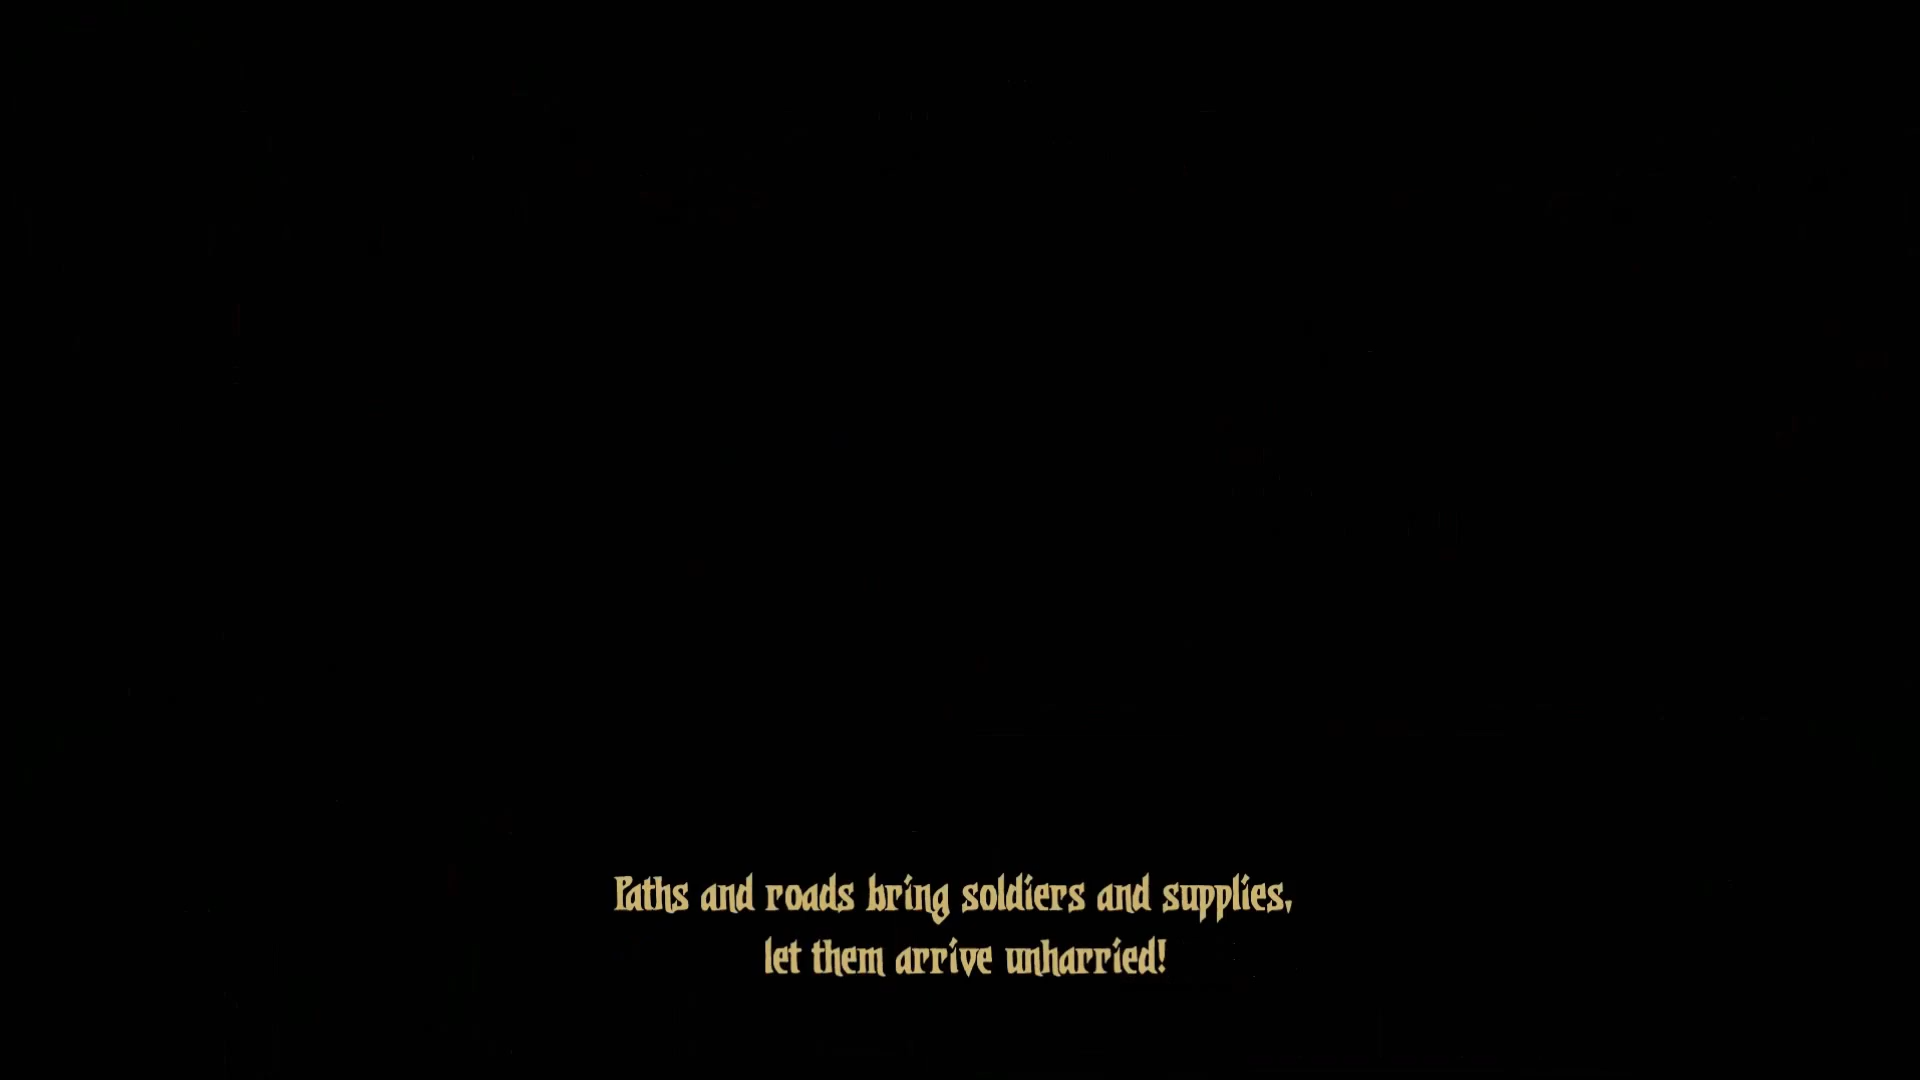 Paths and roads bring soldiers and supplies,
let them arrive unharried!